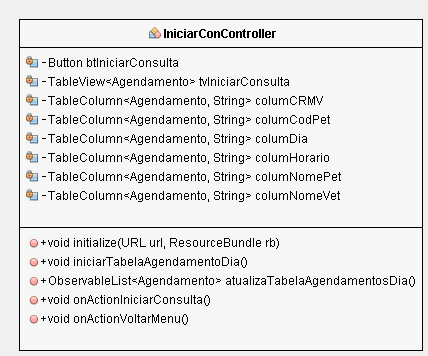 IniciarConController
-Button btIniciarConsulta
-TableView<Agendamento> tvIniciarConsulta
-TableColumn<Agendamento, String> columCRMV
-TableColumn<Agendamento, String> columCodPet
-TableColumn<Agendamento, String> columDia
-TableColumn<Agendamento, String> columHorario
-TableColumn<Agendamento, String> columNomePet
-TableColumn<Agendamento, String> columNomeVet
+void initialize(URL url, ResourceBundle rb)
+void iniciarTabelaAgendamentoDia()
+ObservableList<Agendamento> atualizaTabelaAgendamentosDia()
+void onActionIniciarConsulta()
+void onActionVoltarMenu()